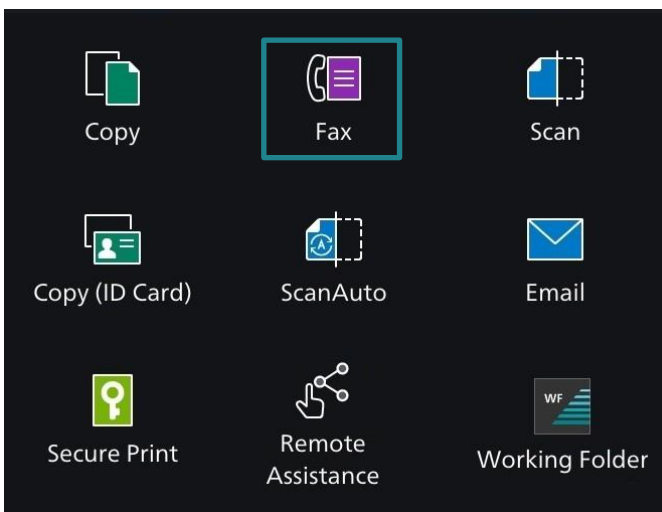 Copy
Fax
Scan
Copy (ID Card)
A
ScanAuto
Email
WF
Secure Print
Remote
Assistance
Working Folder